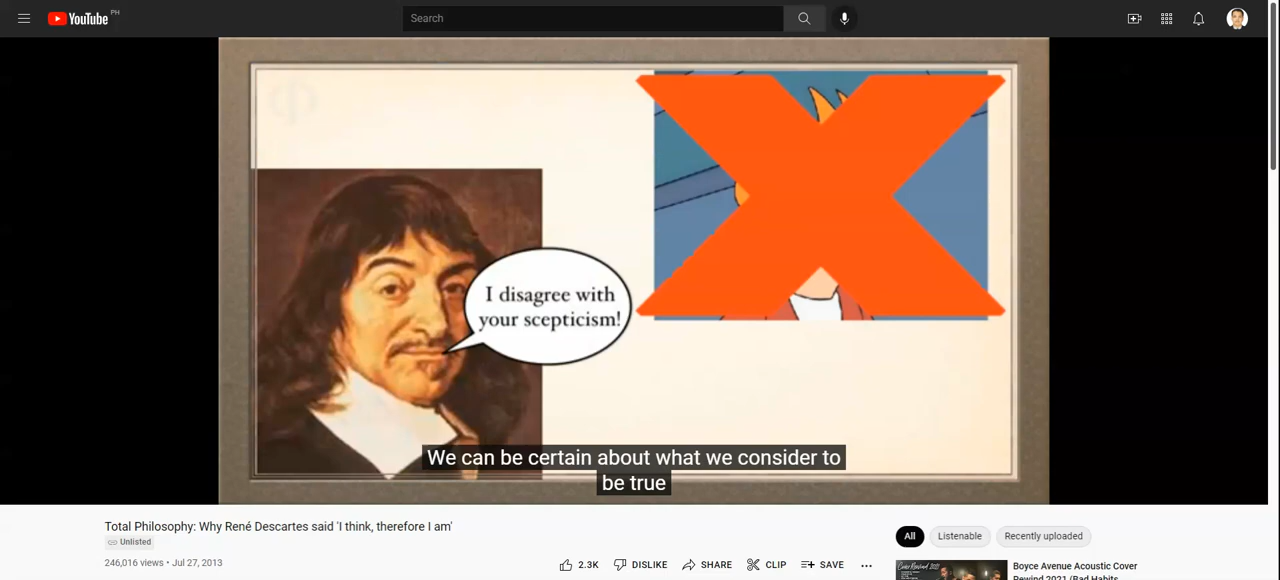 YouTube PH
Search
I disagree with
your scepticism!
We can be certain about what we consider to
be true
Total Philosophy: Why René Descartes said 'I think, therefore I am'
Unlisted
246,016 views • Jul 27, 2013
2.3K DISLIKE SHARE CLIP SAVE
All Listenable Recently uploaded
Boyce Avenue Acoustic Cover
Rewind 2021 (Bad Habits,